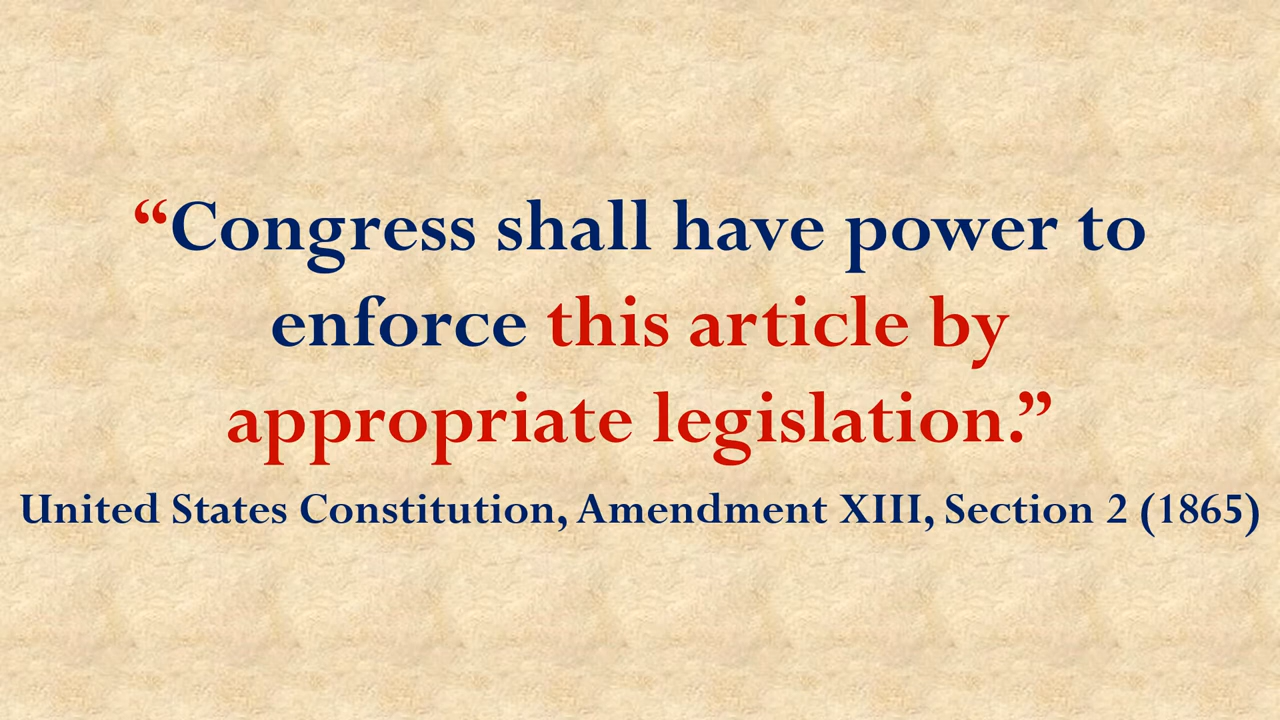 “Congress shall have power to
enforce this article by
appropriate legislation.”
United States Constitution, Amendment XIII, Section 2 (1865)